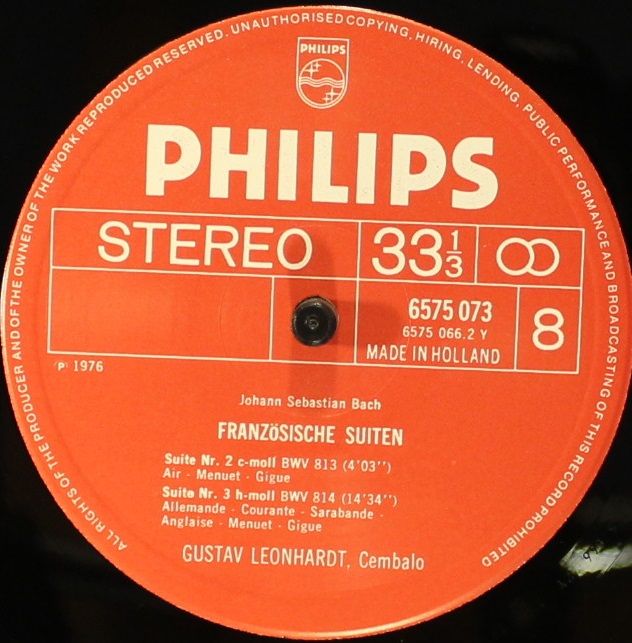 ALL RIGHTS OF THE PRODUCER AND OF THE OWNER OF THE WORK REPRODUCED RESERVED. UNAUTHORISED COPYING, HIRING, LENDING, PUBLIC PERFORMANCE AND BROADCASTING OF THIS RECORD PROHIBITED
PHILIPS
PHILIPS
STEREO
33 1/3
6575 073
6575 066.2 Y
MADE IN HOLLAND
8
(P) 1976
Johann Sebastian Bach
FRANZöSISCHE SUITEN
Suite Nr. 2 c-moll BWV 813 (4'03'')
Air - Menuet - Gigue
Suite Nr. 3 h-moll BWV 814 (14'34'')
Allemande - Courante - Sarabande -
Anglaise - Menuet - Gigue
GUSTAV LEONHARDT, Cembalo